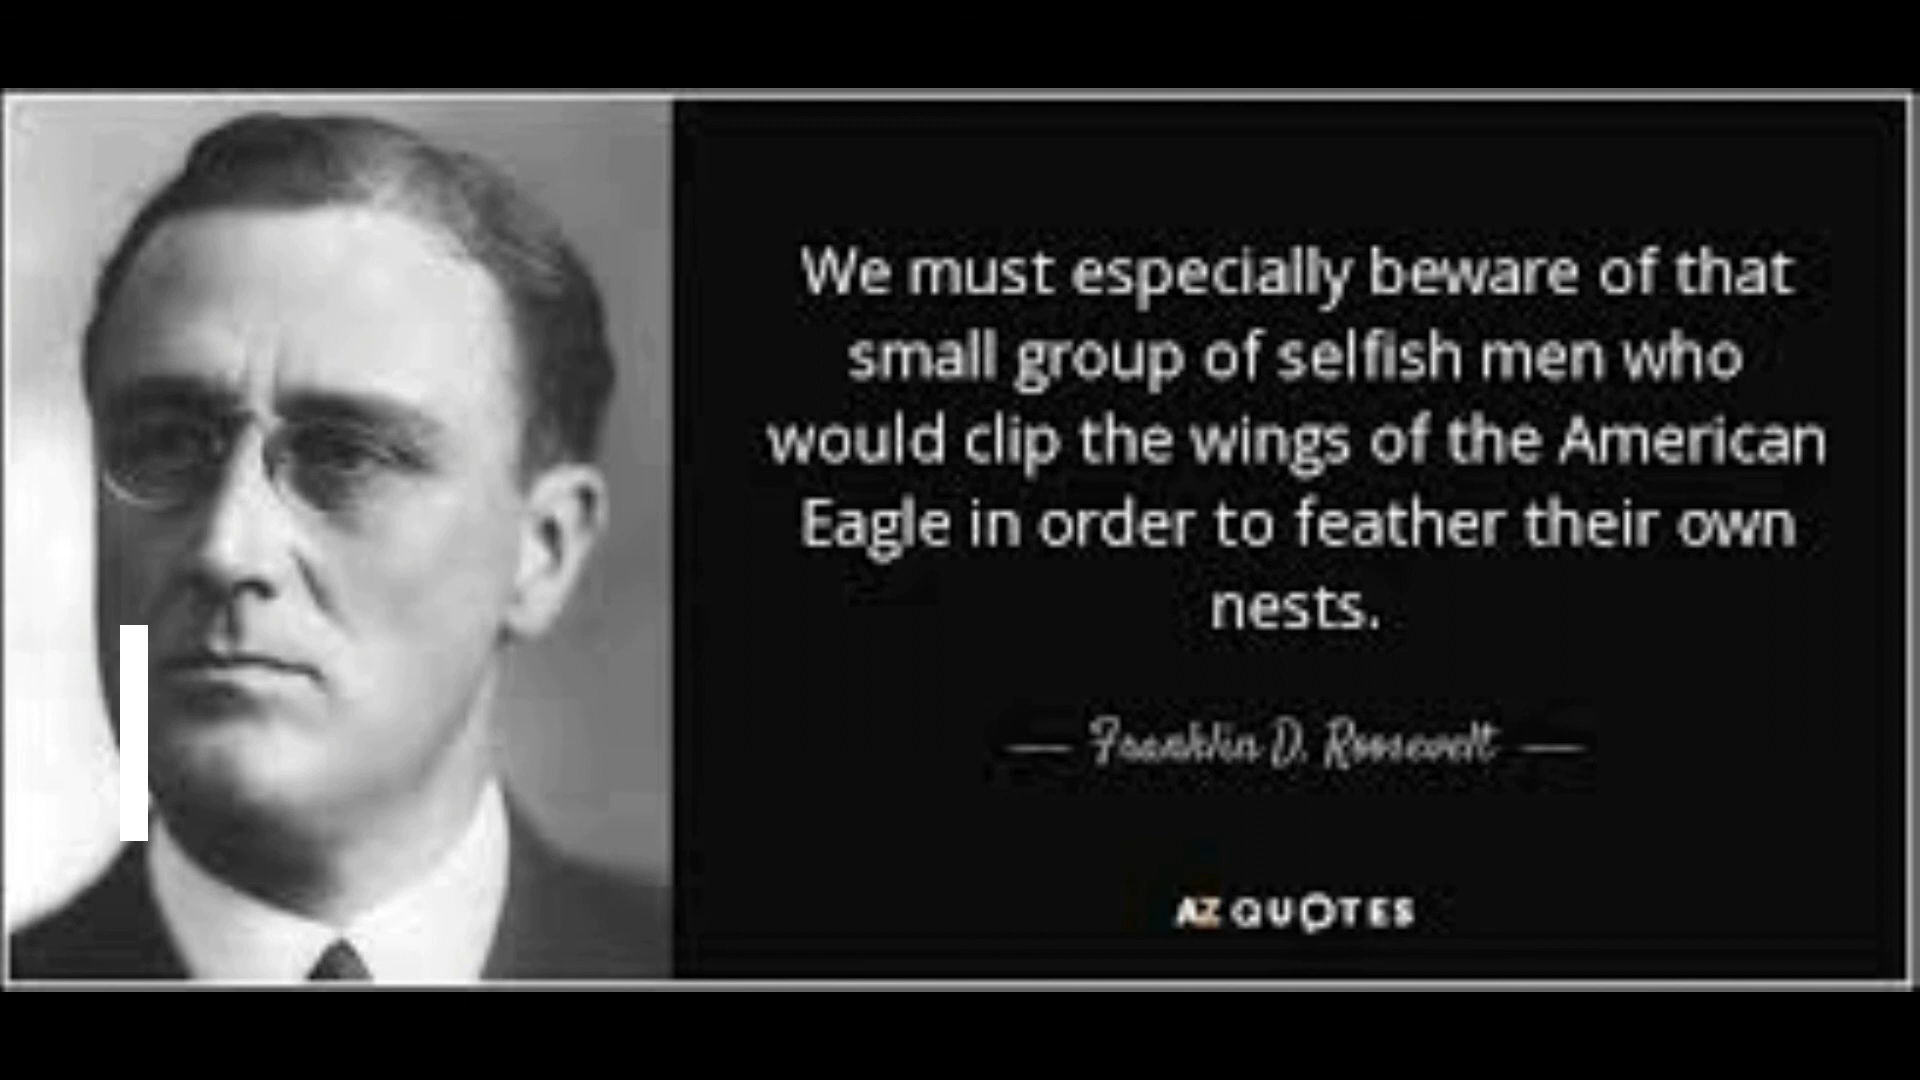 We must especially beware of that
small group of selfish men who
would clip the wings of the American
Eagle in order to feather their own
nests.
— Franklin D. Roosevelt —
AZ QUOTES